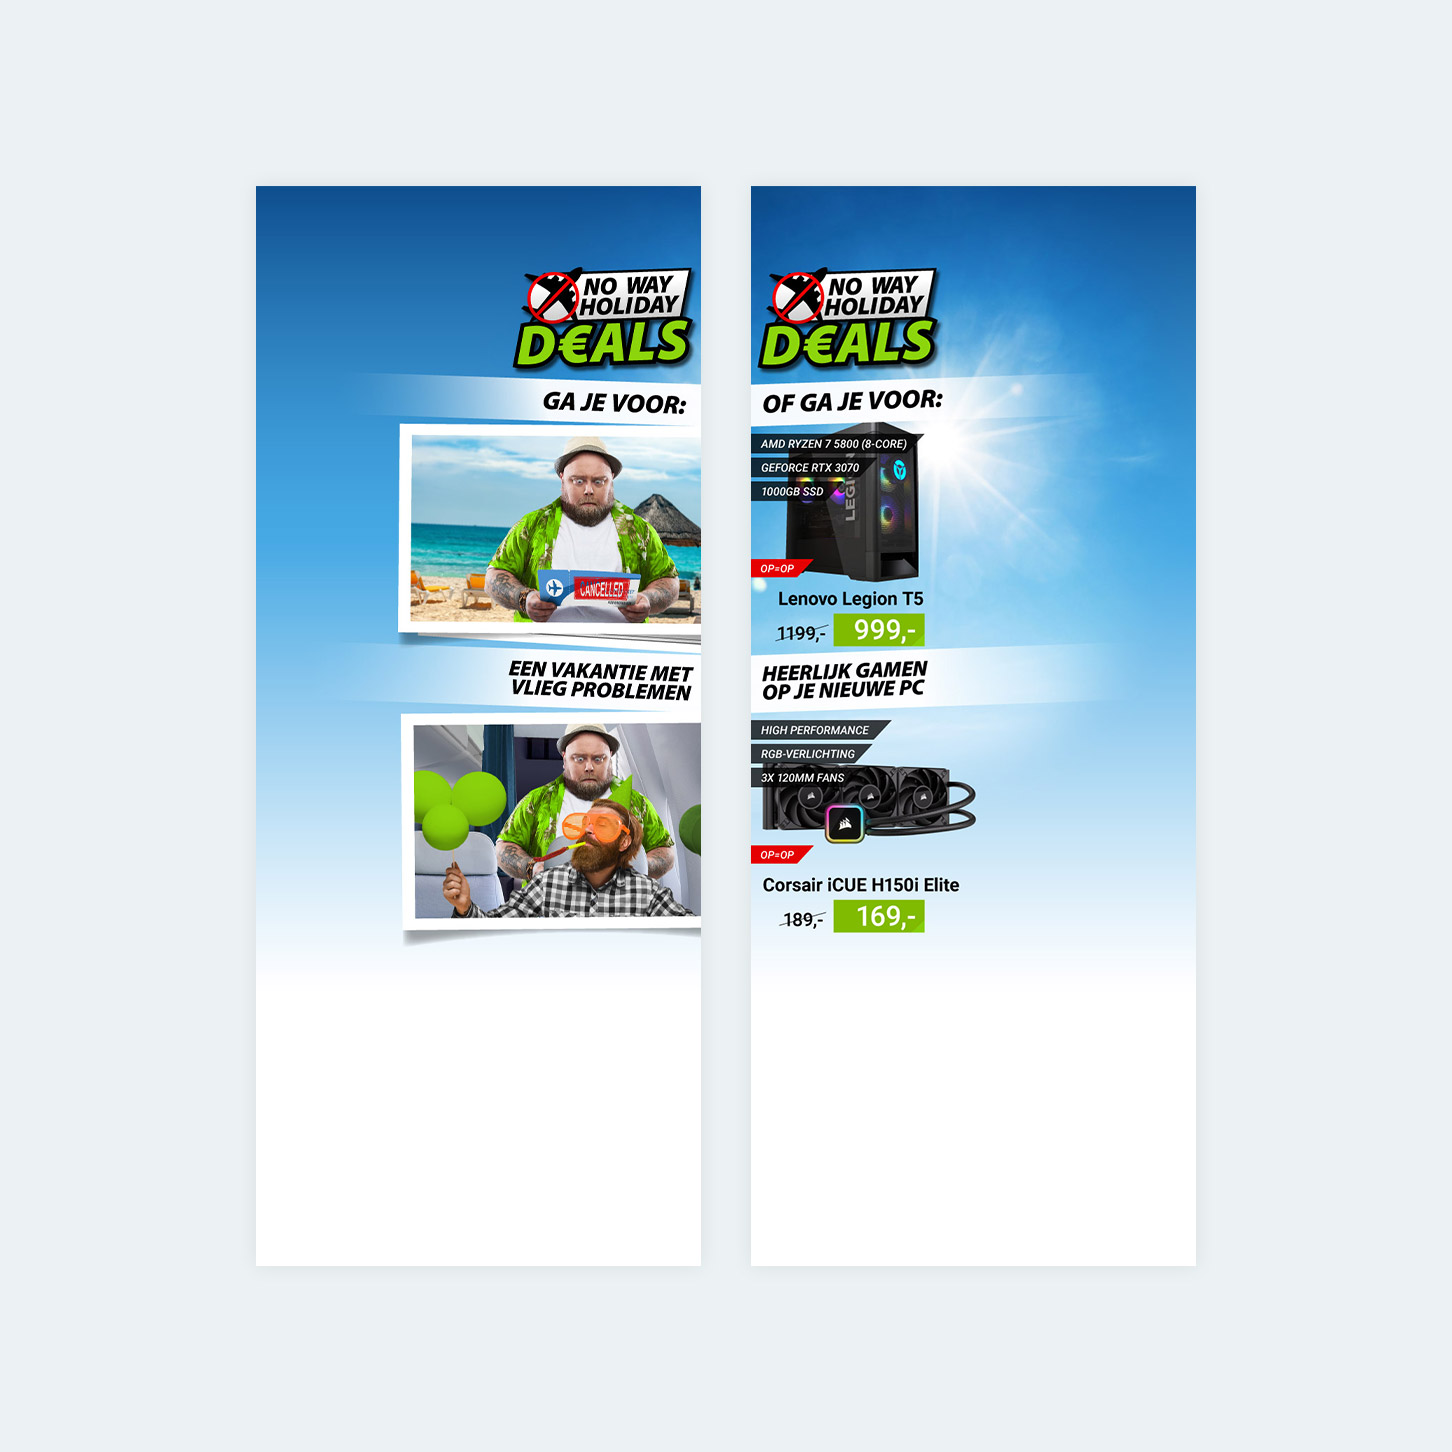 NO WAY
HOLIDAY
D€ALS
GA JE VOOR:
CANCELLED
EEN VAKANTIE MET
VLIEG PROBLEMEN
NO WAY
HOLIDAY
D€ALS
OF GA JE VOOR:
AMD RYZEN 7 5800 (8-CORE)
GEFORCE RTX 3070
1000GB SSD
LEGION
OP=OP
Lenovo Legion T5
1199,- 999,-
HEERLIJK GAMEN
OP JE NIEUWE PC
HIGH PERFORMANCE
RGB-VERLICHTING
3X 120MM FANS
OP=OP
Corsair iCUE H150i Elite
189,- 169,-